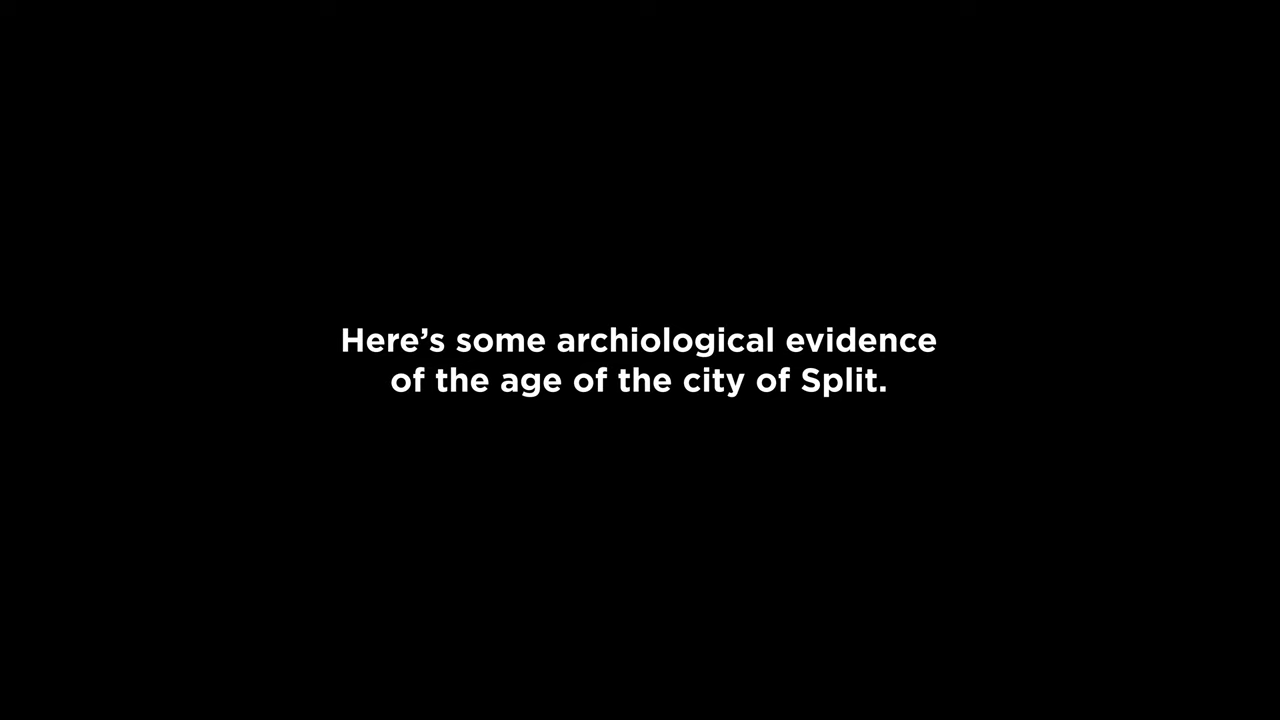 Here’s some archiological evidence
of the age of the city of Split.